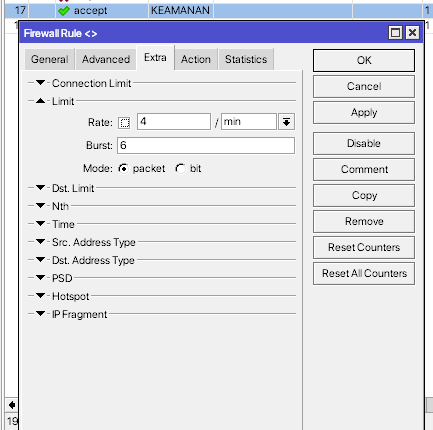 17 accept KEAMANAN 1
1 1
Firewall Rule <>
General Advanced Extra Action Statistics
OK
Cancel
Apply
Disable
Comment
Copy
Remove
Reset Counters
Reset All Counters
Connection Limit
Limit
Rate: 4 / min
Burst: 6
Mode: packet bit
Dst. Limit
Nth
Time
Src. Address Type
Dst. Address Type
PSD
Hotspot
IP Fragment
19